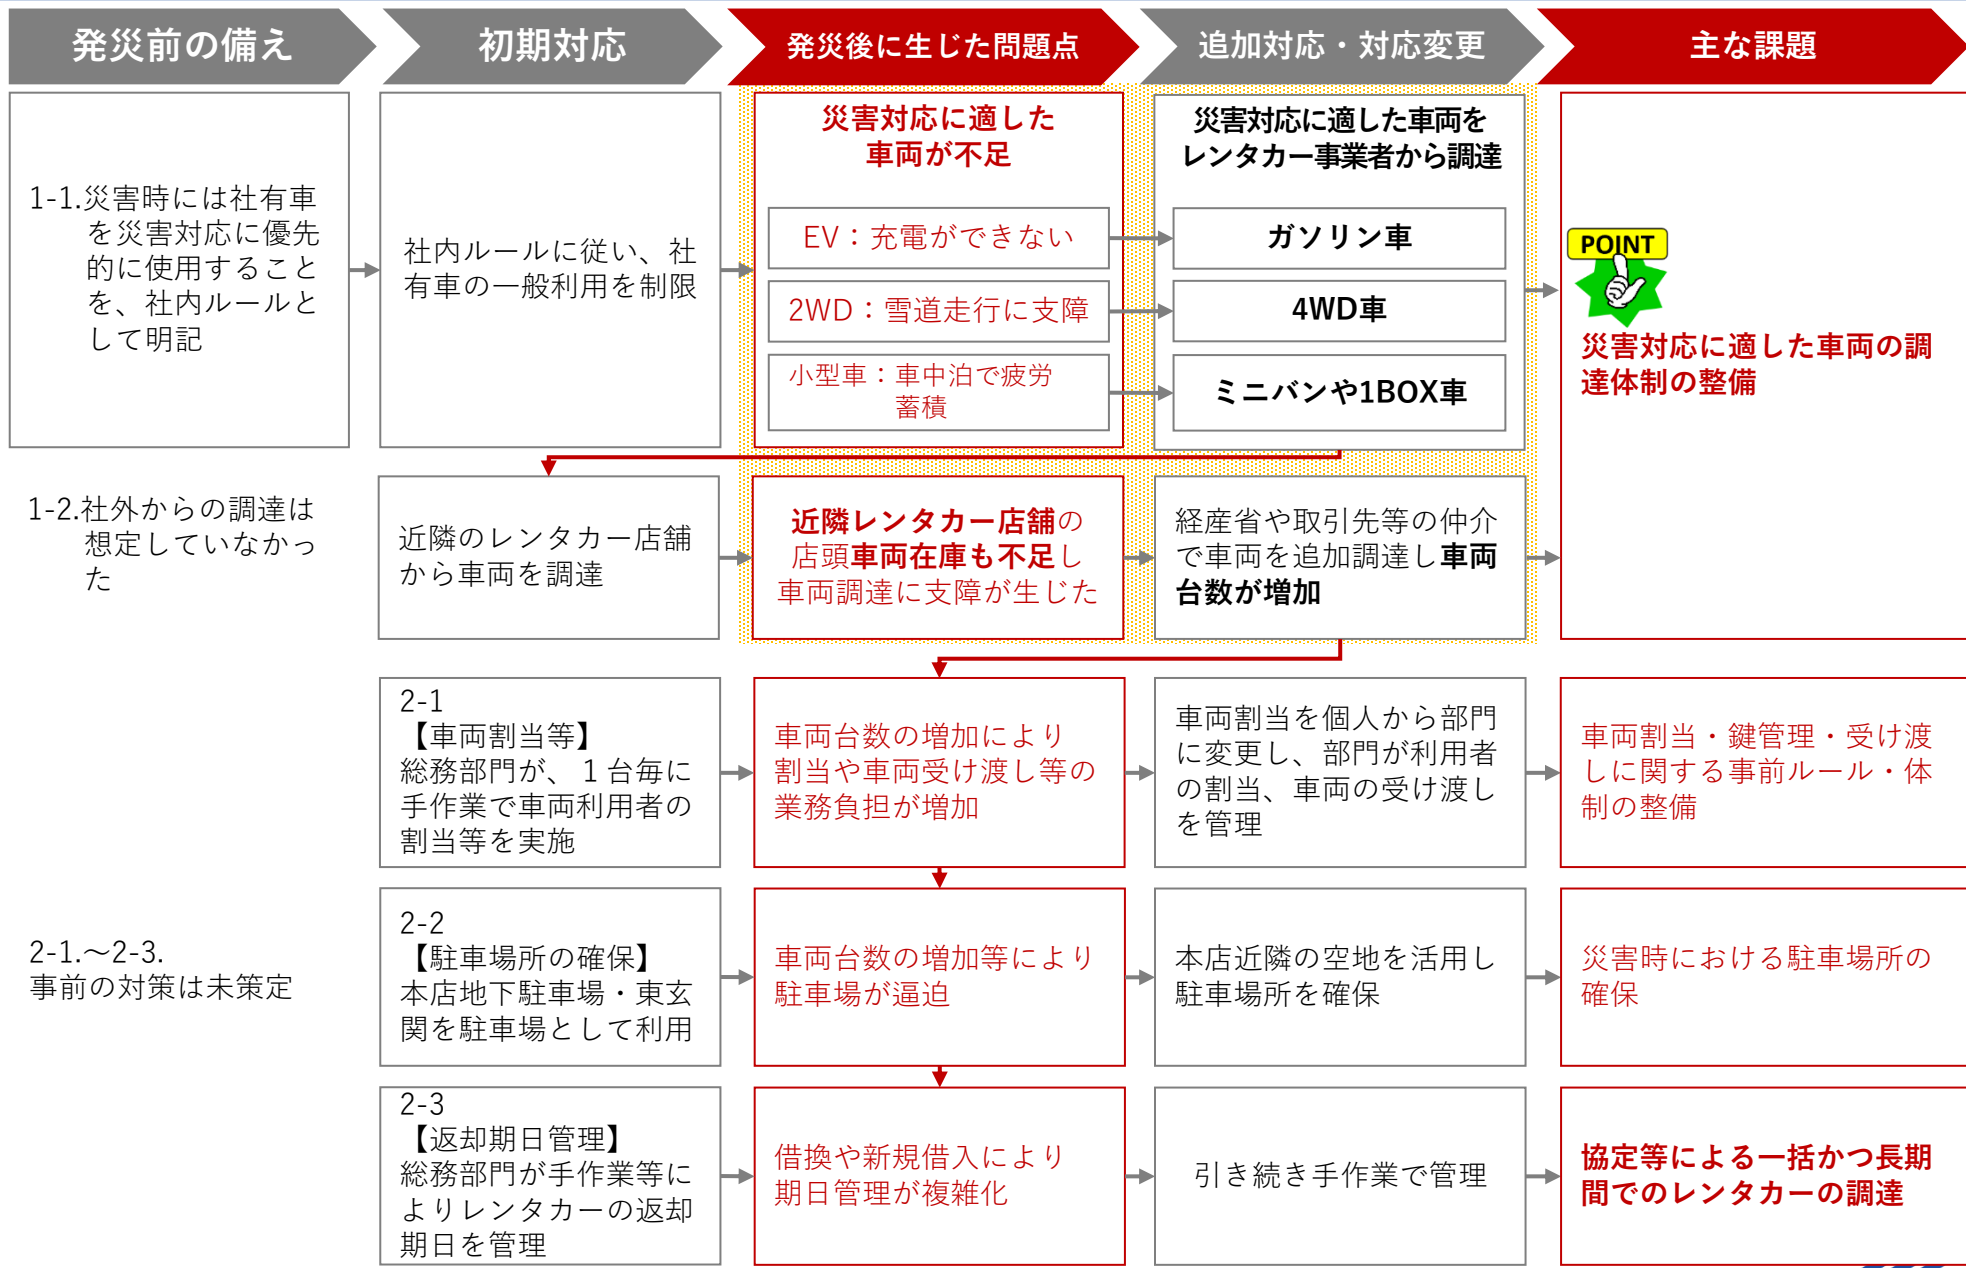 発災前の備え
初期対応
発災後に生じた問題点
追加対応・対応変更
主な課題
1-1.災害時には社有車
を災害対応に優先
的に使用すること
を、社内ルールと
して明記
社内ルールに従い、社
有車の一般利用を制限
災害対応に適した
車両が不足
EV：充電ができない
2WD：雪道走行に支障
小型車：車中泊で疲労
蓄積
災害対応に適した車両を
レンタカー事業者から調達
ガソリン車
4WD車
ミニバンや1BOX車
POINT
災害対応に適した車両の調
達体制の整備
1-2.社外からの調達は
想定していなかっ
た
近隣のレンタカー店舗
から車両を調達
近隣レンタカー店舗の
店頭車両在庫も不足し
車両調達に支障が生じた
経産省や取引先等の仲介
で車両を追加調達し車両
台数が増加
2-1
【車両割当等】
総務部門が、１台毎に
手作業で車両利用者の
割当等を実施
車両台数の増加により
割当や車両受け渡し等の
業務負担が増加
車両割当を個人から部門
に変更し、部門が利用者
の割当、車両の受け渡し
を管理
車両割当・鍵管理・受け渡
しに関する事前ルール・体
制の整備
2-1.～2-3.
事前の対策は未策定
2-2
【駐車場所の確保】
本店地下駐車場・東玄
関を駐車場として利用
車両台数の増加等により
駐車場が逼迫
本店近隣の空地を活用し
駐車場所を確保
災害時における駐車場所の
確保
2-3
【返却期日管理】
総務部門が手作業等に
よりレンタカーの返却
期日を管理
借換や新規借入により
期日管理が複雑化
引き続き手作業で管理
協定等による一括かつ長期
間でのレンタカーの調達